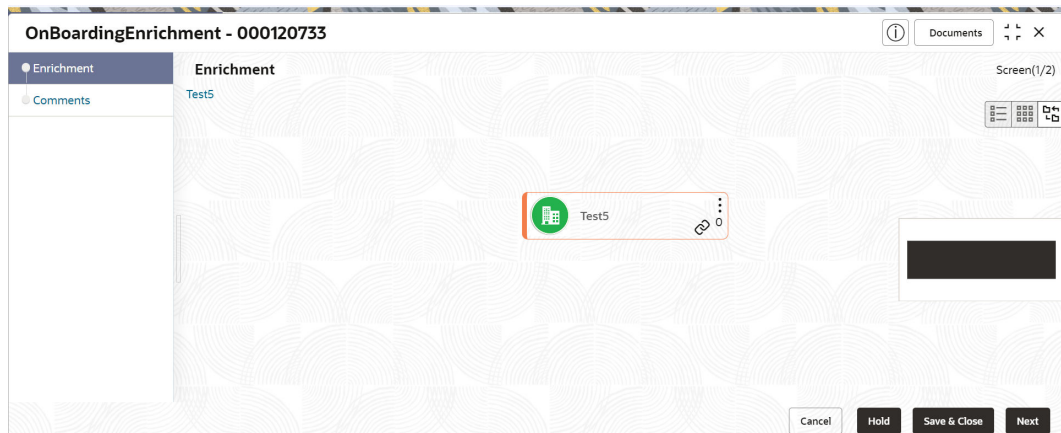 OnBoardingEnrichment - 000120733
Documents
Enrichment
Comments
Enrichment
Screen(1/2)
Test5
Test5
0
Cancel
Hold
Save & Close
Next